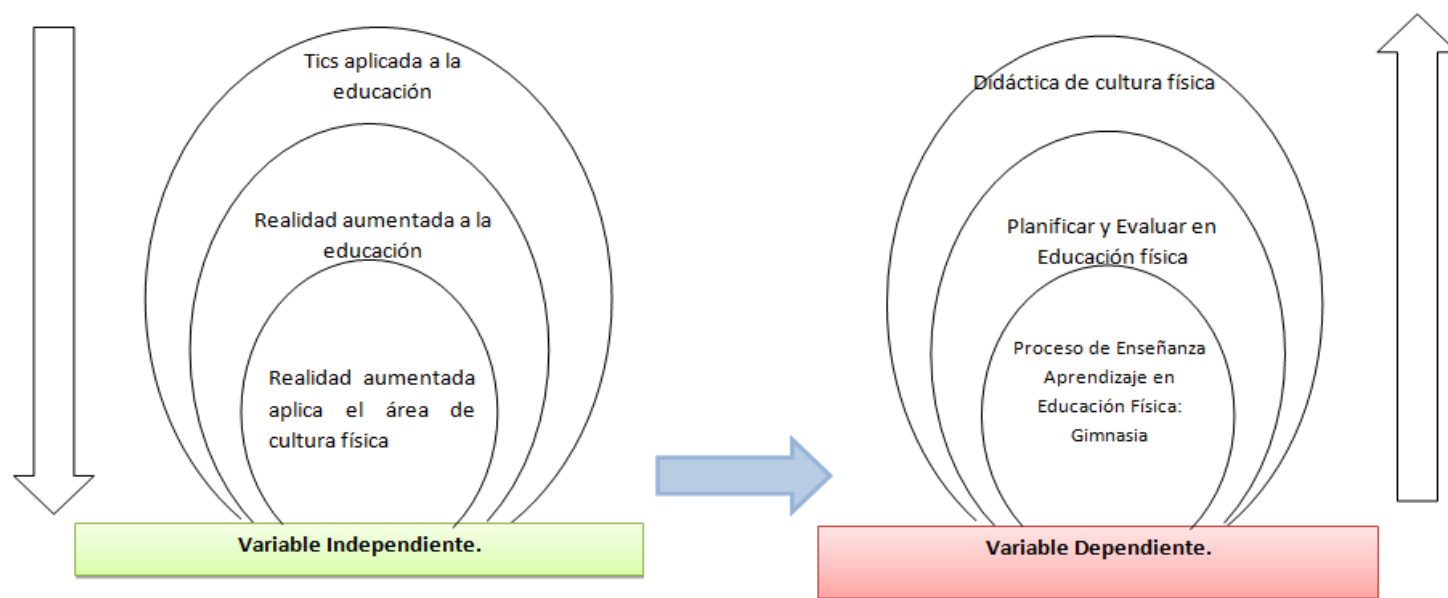 Tics aplicada a la
educación
Realidad aumentada a la
educación
Realidad aumentada
aplica el área de
cultura física
Variable Independiente.
Didáctica de cultura física
Planificar y Evaluar en
Educación física
Proceso de Enseñanza
Aprendizaje en
Educación Física:
Gimnasia
Variable Dependiente.